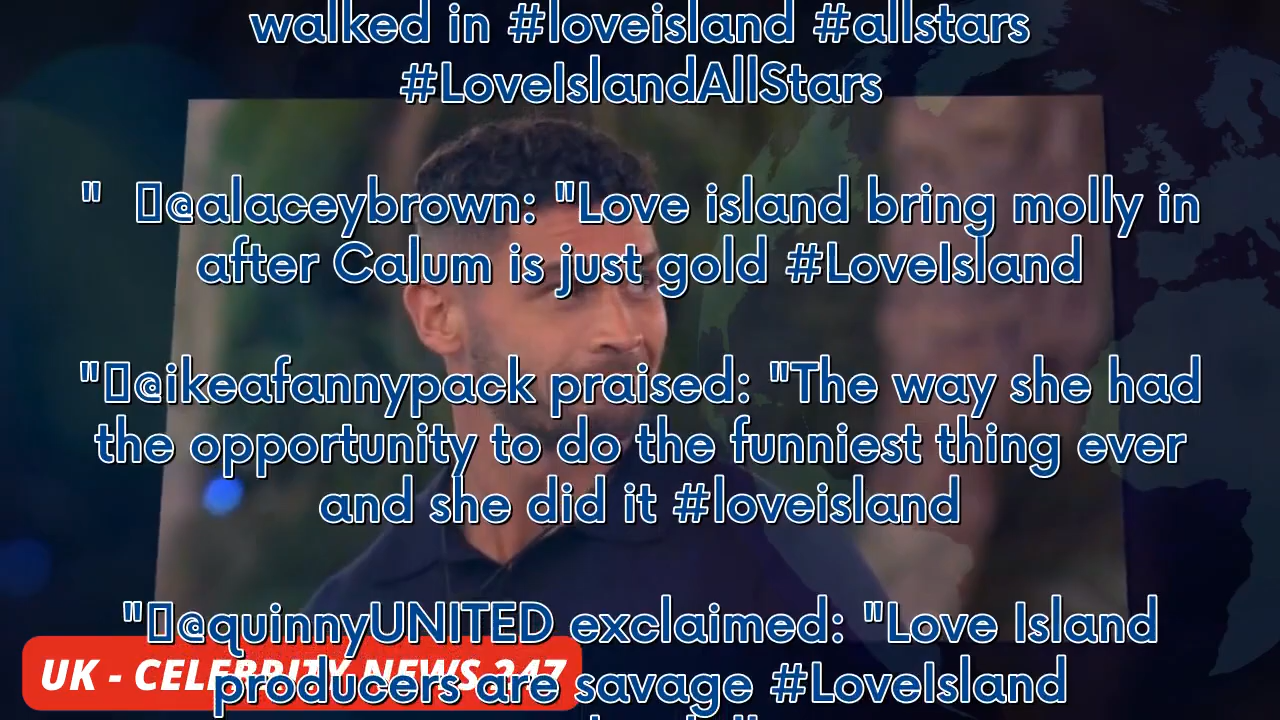 walked in #loveisland #allstars
#LoveIslandAllStars
" @alaceybrown: "Love island bring molly in
after Calum is just gold #LoveIsland
"@ikeafannypack praised: "The way she had
the opportunity to do the funniest thing ever
and she did it #loveisland
"@quinnyUNITED exclaimed: "Love Island
producers are savage #LoveIsland
UK - CELEBRITY NEWS 247